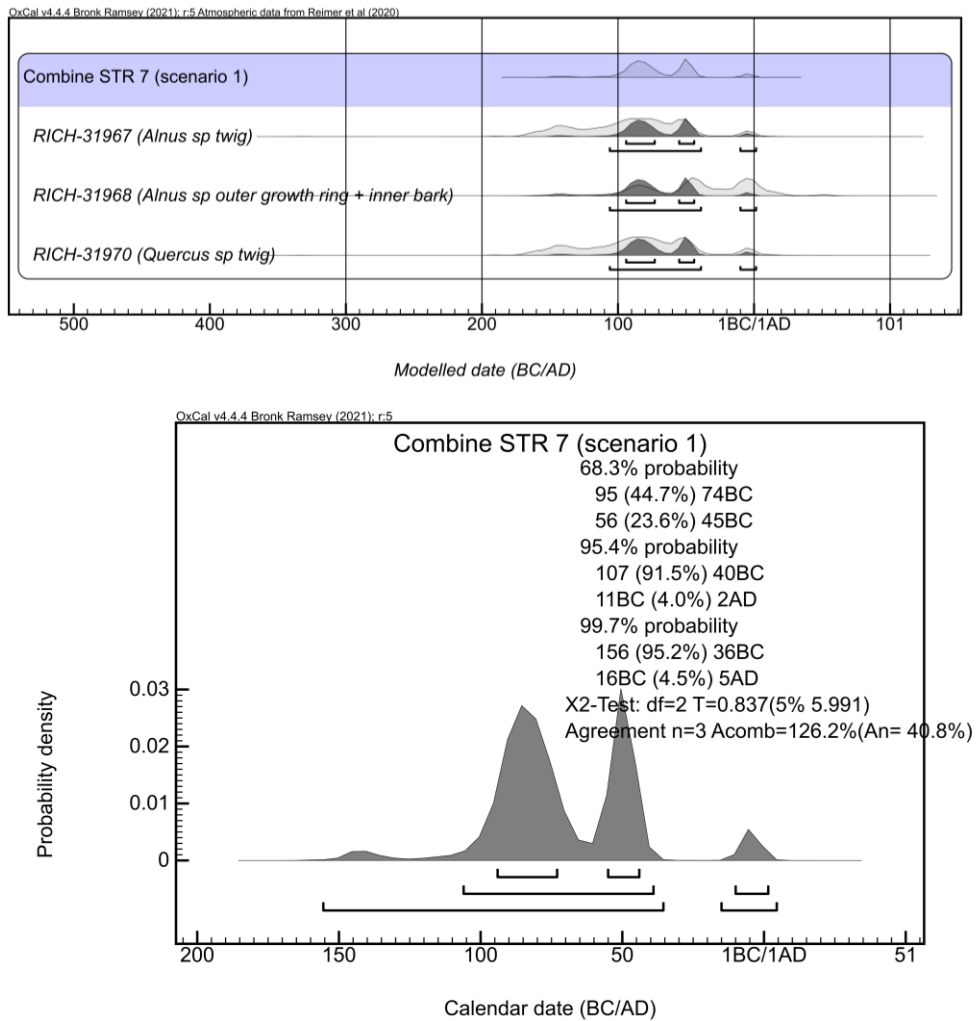 OxCal v4.4.4 Bronk Ramsey (2021); r:5 Atmospheric data from Reimer et al (2020)
Combine STR 7 (scenario 1)
RICH-31967 (Alnus sp twig)
RICH-31968 (Alnus sp outer growth ring + inner bark)
RICH-31970 (Quercus sp twig)
500 400 300 200 100 1BC/1AD 101
Modelled date (BC/AD)
OxCal v4.4.4 Bronk Ramsey (2021); r:5
Combine STR 7 (scenario 1)
68.3% probability
95 (44.7%) 74BC
56 (23.6%) 45BC
95.4% probability
107 (91.5%) 40BC
11BC (4.0%) 2AD
99.7% probability
156 (95.2%) 36BC
16BC (4.5%) 5AD
X2-Test: df=2 T=0.837(5% 5.991)
Agreement n=3 Acomb=126.2%(An= 40.8%)
Probability density
0.03
0.02
0.01
0
200 150 100 50 1BC/1AD 51
Calendar date (BC/AD)